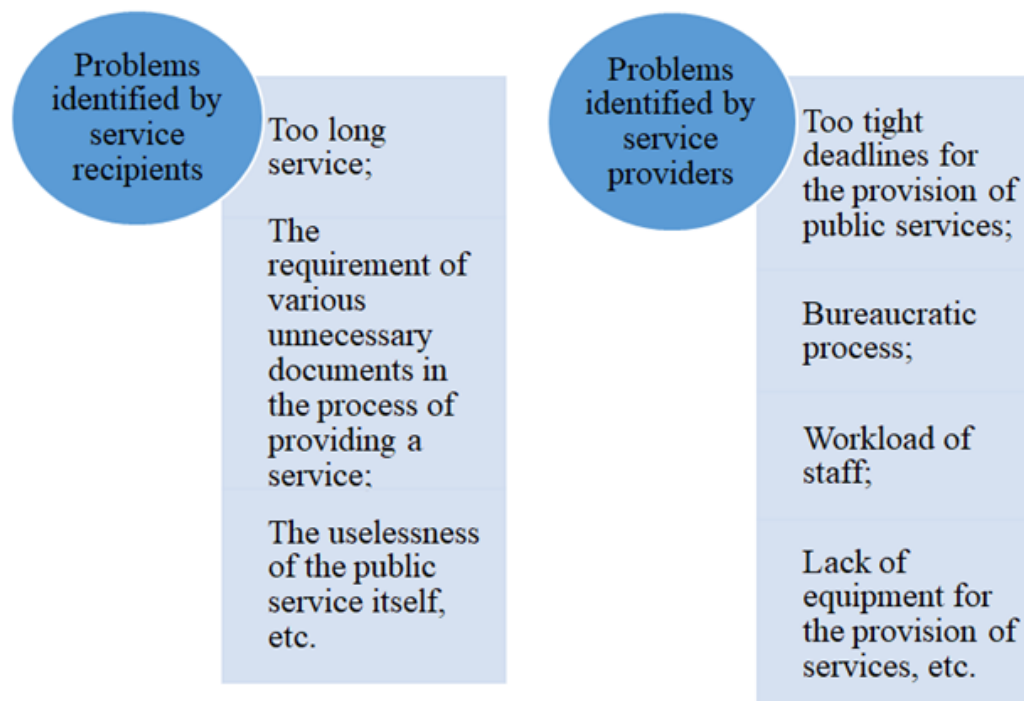 Problems
identified by
service
recipients
Too long
service;
The
requirement of
various
unnecessary
documents in
the process of
providing a
service;
The uselessness
of the public
service itself,
etc.
Problems
identified by
service
providers
Too tight
deadlines for
the provision of
public services;
Bureaucratic
process;
Workload of
staff;
Lack of
equipment for
the provision of
services, etc.